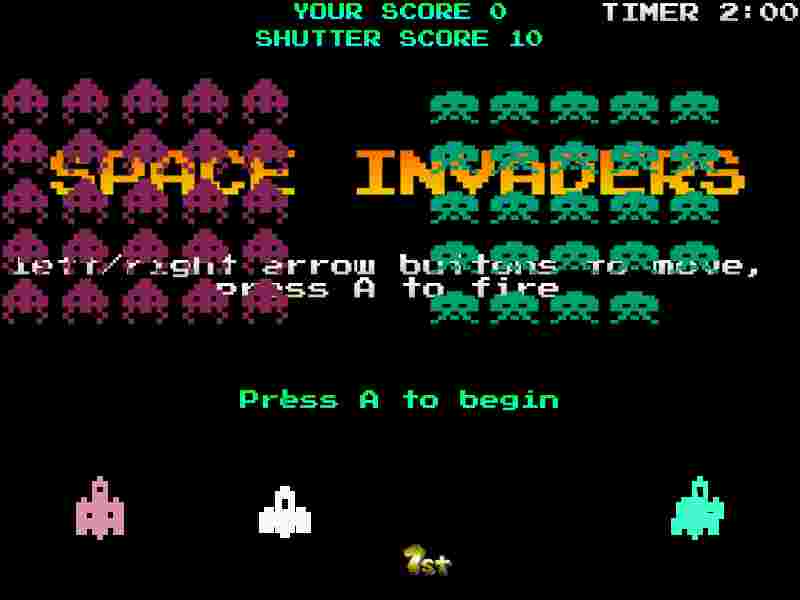 YOUR SCORE 0
TIMER 2:00
SHUTTER SCORE 10
SPACE INVADERS
left/right arrow buttons to move,
press A to fire
Press A to begin
1st